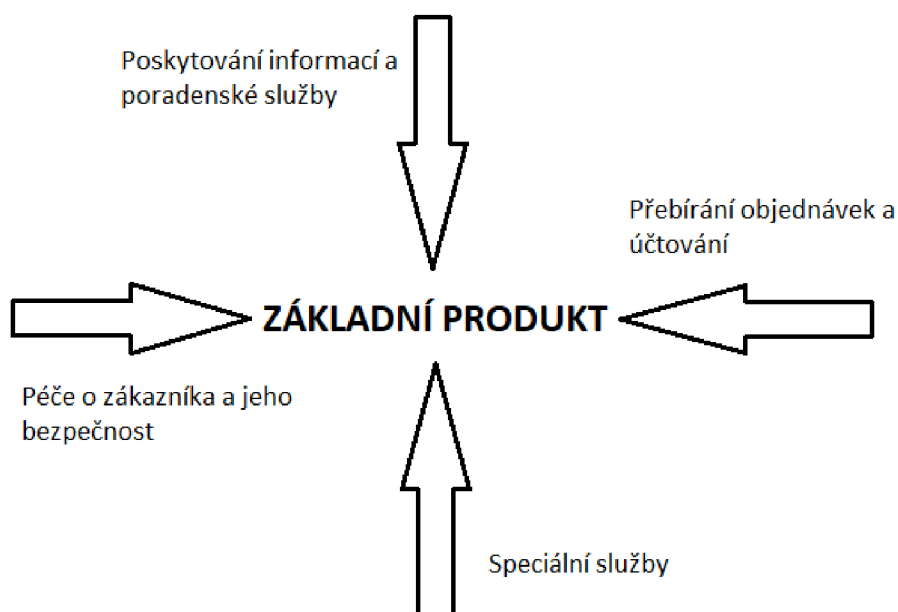 Poskytování informací a
poradenské služby
Přebírání objednávek a
účtování
ZÁKLADNÍ PRODUKT
Péče o zákazníka a jeho
bezpečnost
Speciální služby